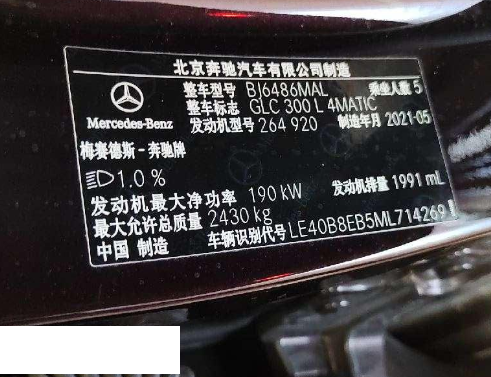 北京奔驰汽车有限公司制造
整车型号 BJ6486MAL 乘坐人数 5
整车标志 GLC 300 L 4MATIC
发动机型号 264 920 制造年月 2021-05
Mercedes-Benz
梅赛德斯-奔驰牌
1.0 %
发动机最大净功率 190 kW 发动机排量 1991 mL
最大允许总质量 2430 kg
中国 制造 车辆识别代号 LE40B8EB5ML714269